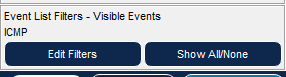 Event List Filters - Visible Events
ICMP
Edit Filters
Show All/None